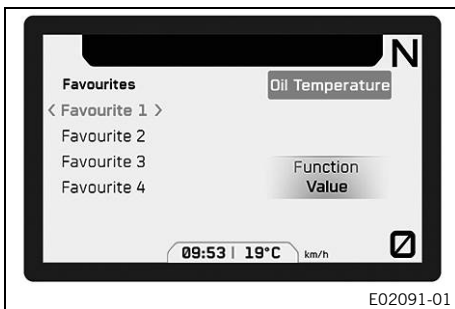 N
Favourites
Oil Temperature
< Favourite 1 >
Favourite 2
Favourite 3
Favourite 4
Function
Value
09:53 | 19°C km/h
0
E02091-01